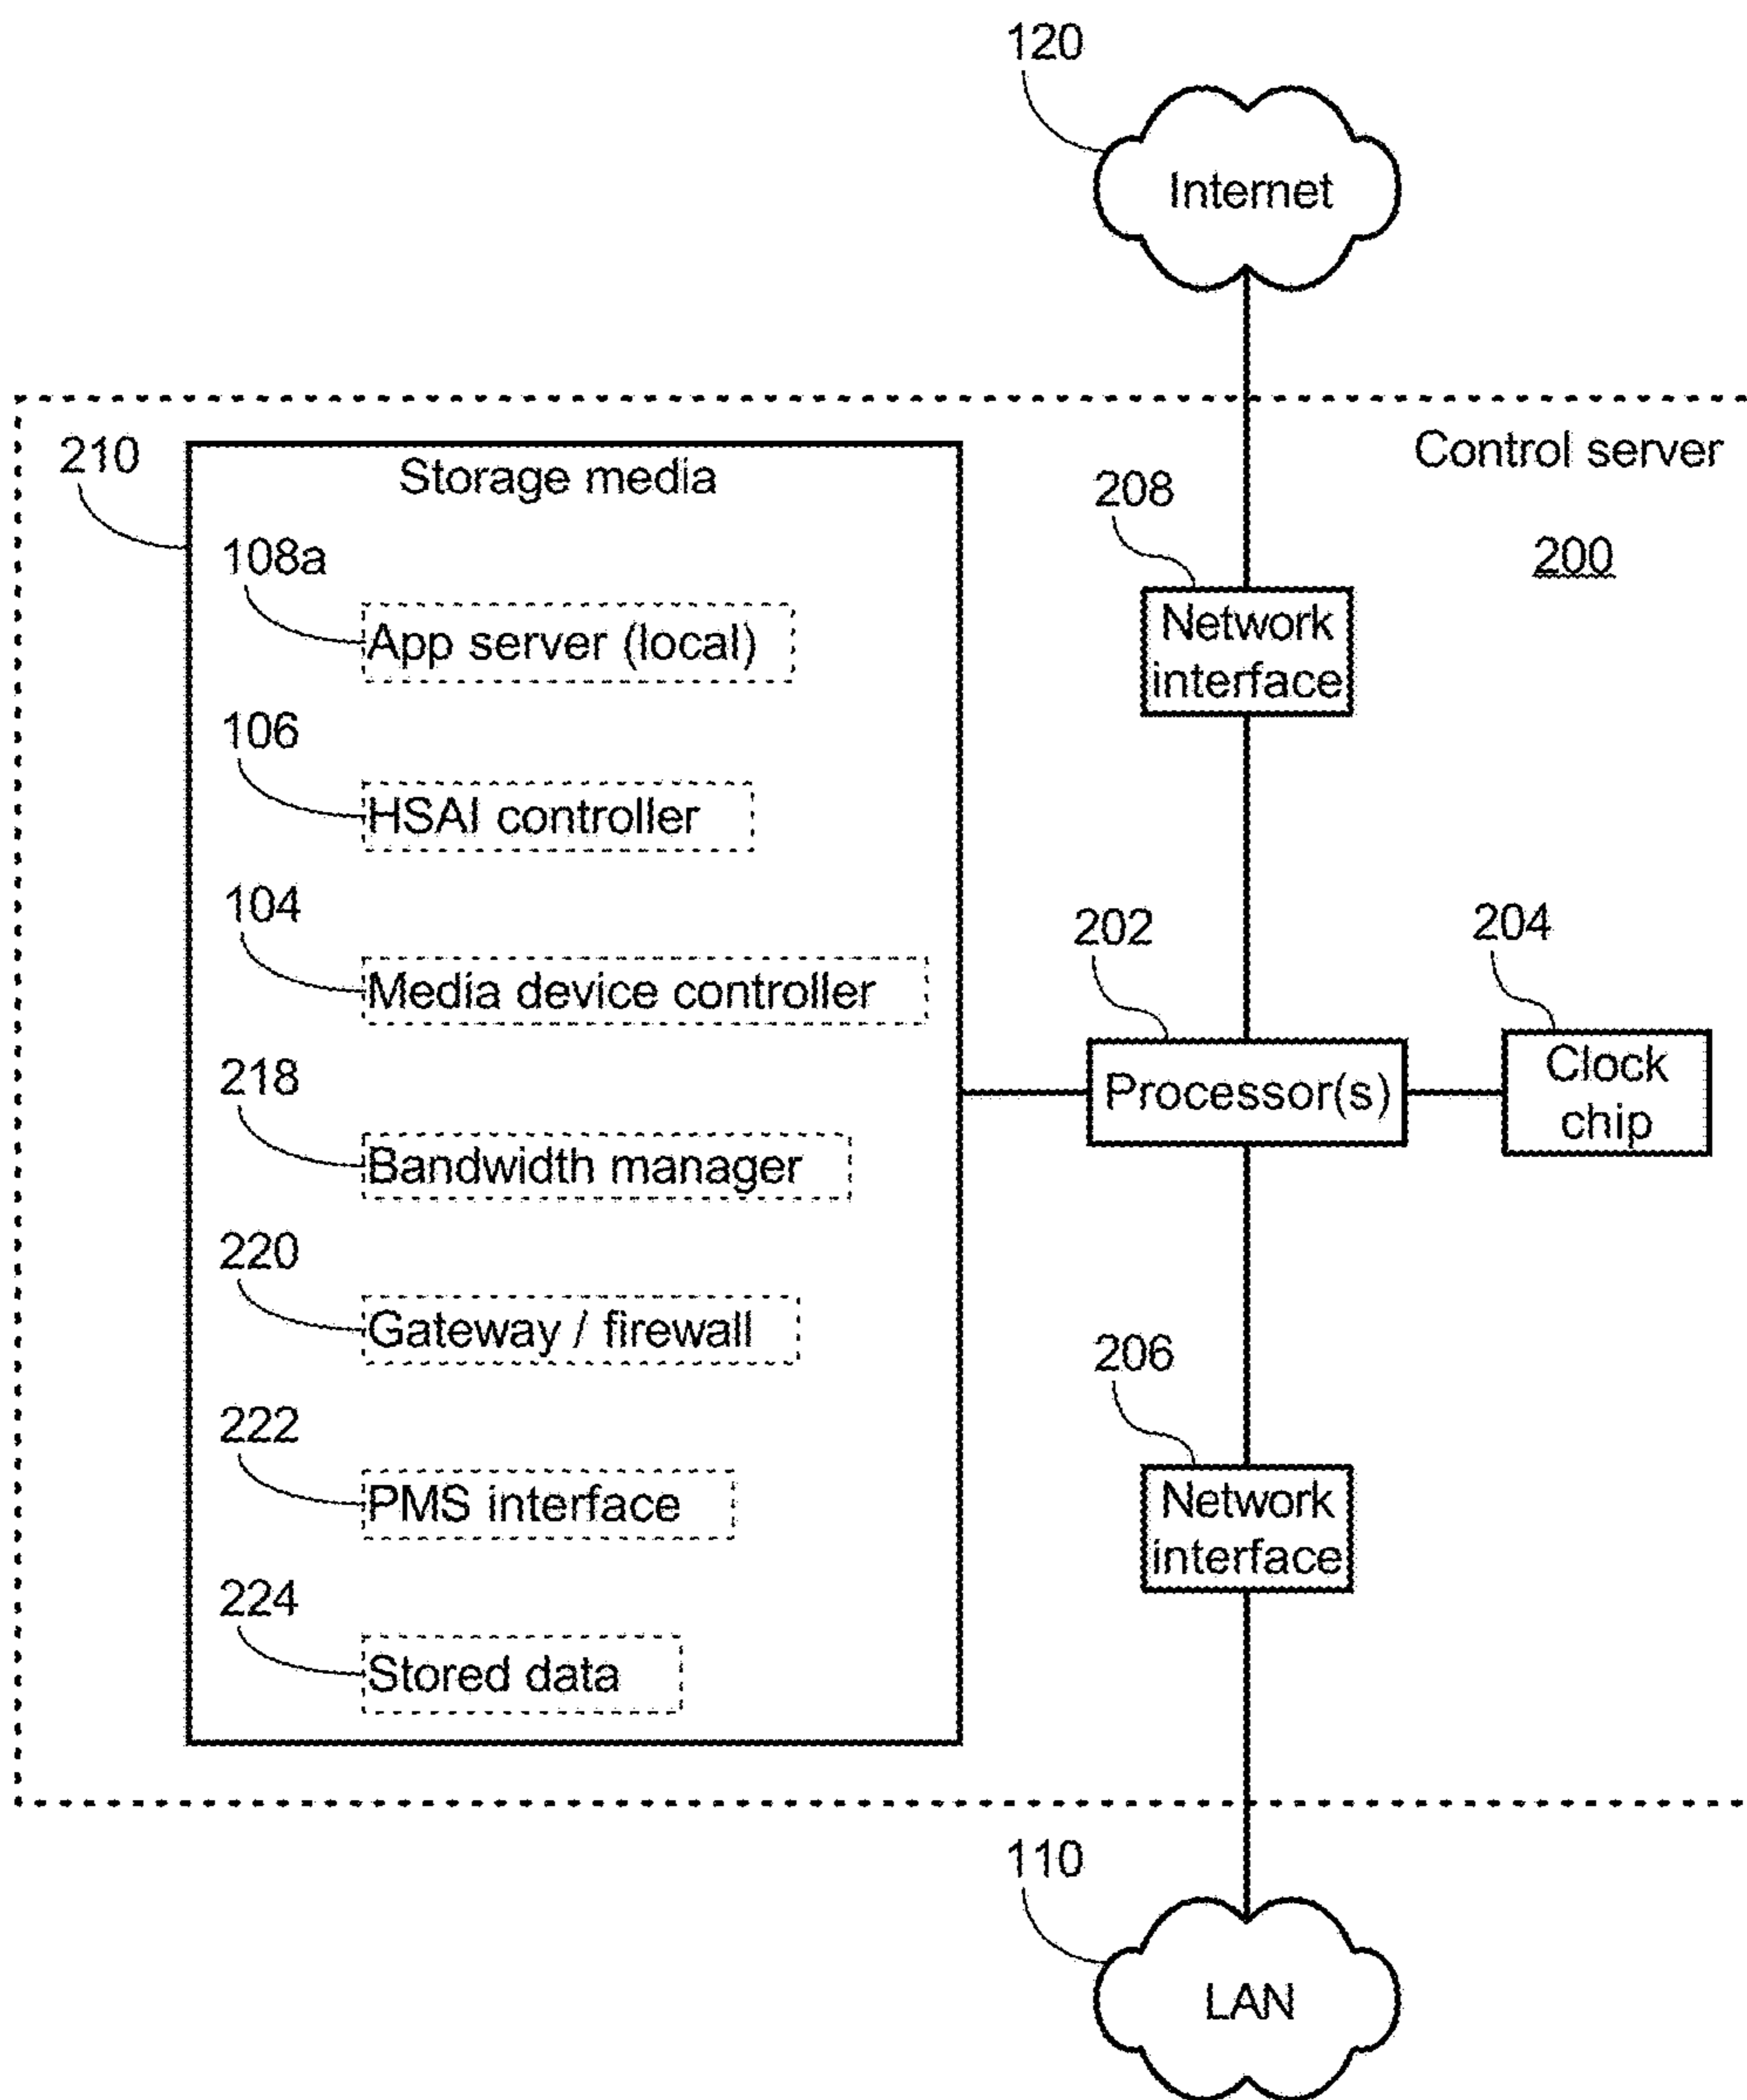 120
Internet
210
Storage media
Control server
208
200
108a
App server (local)
Network
interface
106
HSAI controller
104
Media device controller
202
204
Processor(s)
Clock
chip
218
Bandwidth manager
220
Gateway / firewall
206
222
PMS interface
Network
interface
224
Stored data
110
LAN